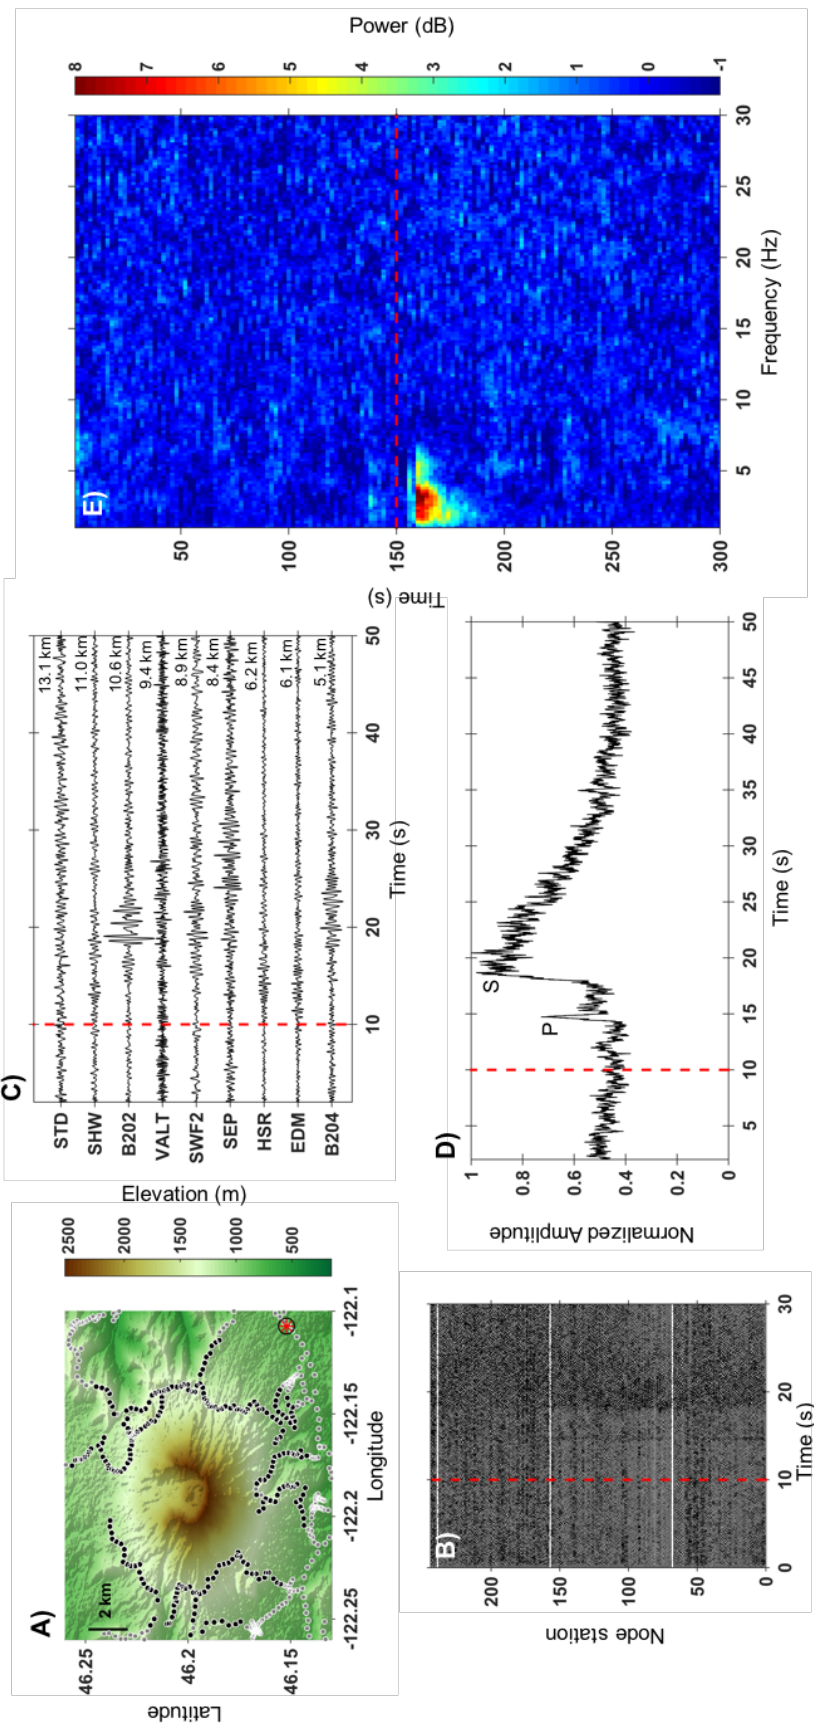 A)
2 km
Latitude
46.25
46.2
46.15
-122.25
-122.2
-122.15
-122.1
Longitude
Elevation (m)
2500
2000
1500
1000
500
B)
Node station
200
150
100
50
0
0
10
20
30
Time (s)
C)
STD
SHW
B202
VALT
SWF2
SEP
HSR
EDM
B204
13.1 km
11.0 km
10.6 km
9.4 km
8.9 km
8.4 km
6.2 km
6.1 km
5.1 km
10
20
30
40
50
Time (s)
D)
Normalized Amplitude
1
0.8
0.6
0.4
0.2
0
P
S
5
10
15
20
25
30
35
40
45
50
Time (s)
E)
Time (s)
50
100
150
200
250
300
5
10
15
20
25
30
Frequency (Hz)
8
7
6
5
4
3
2
1
0
-1
Power (dB)